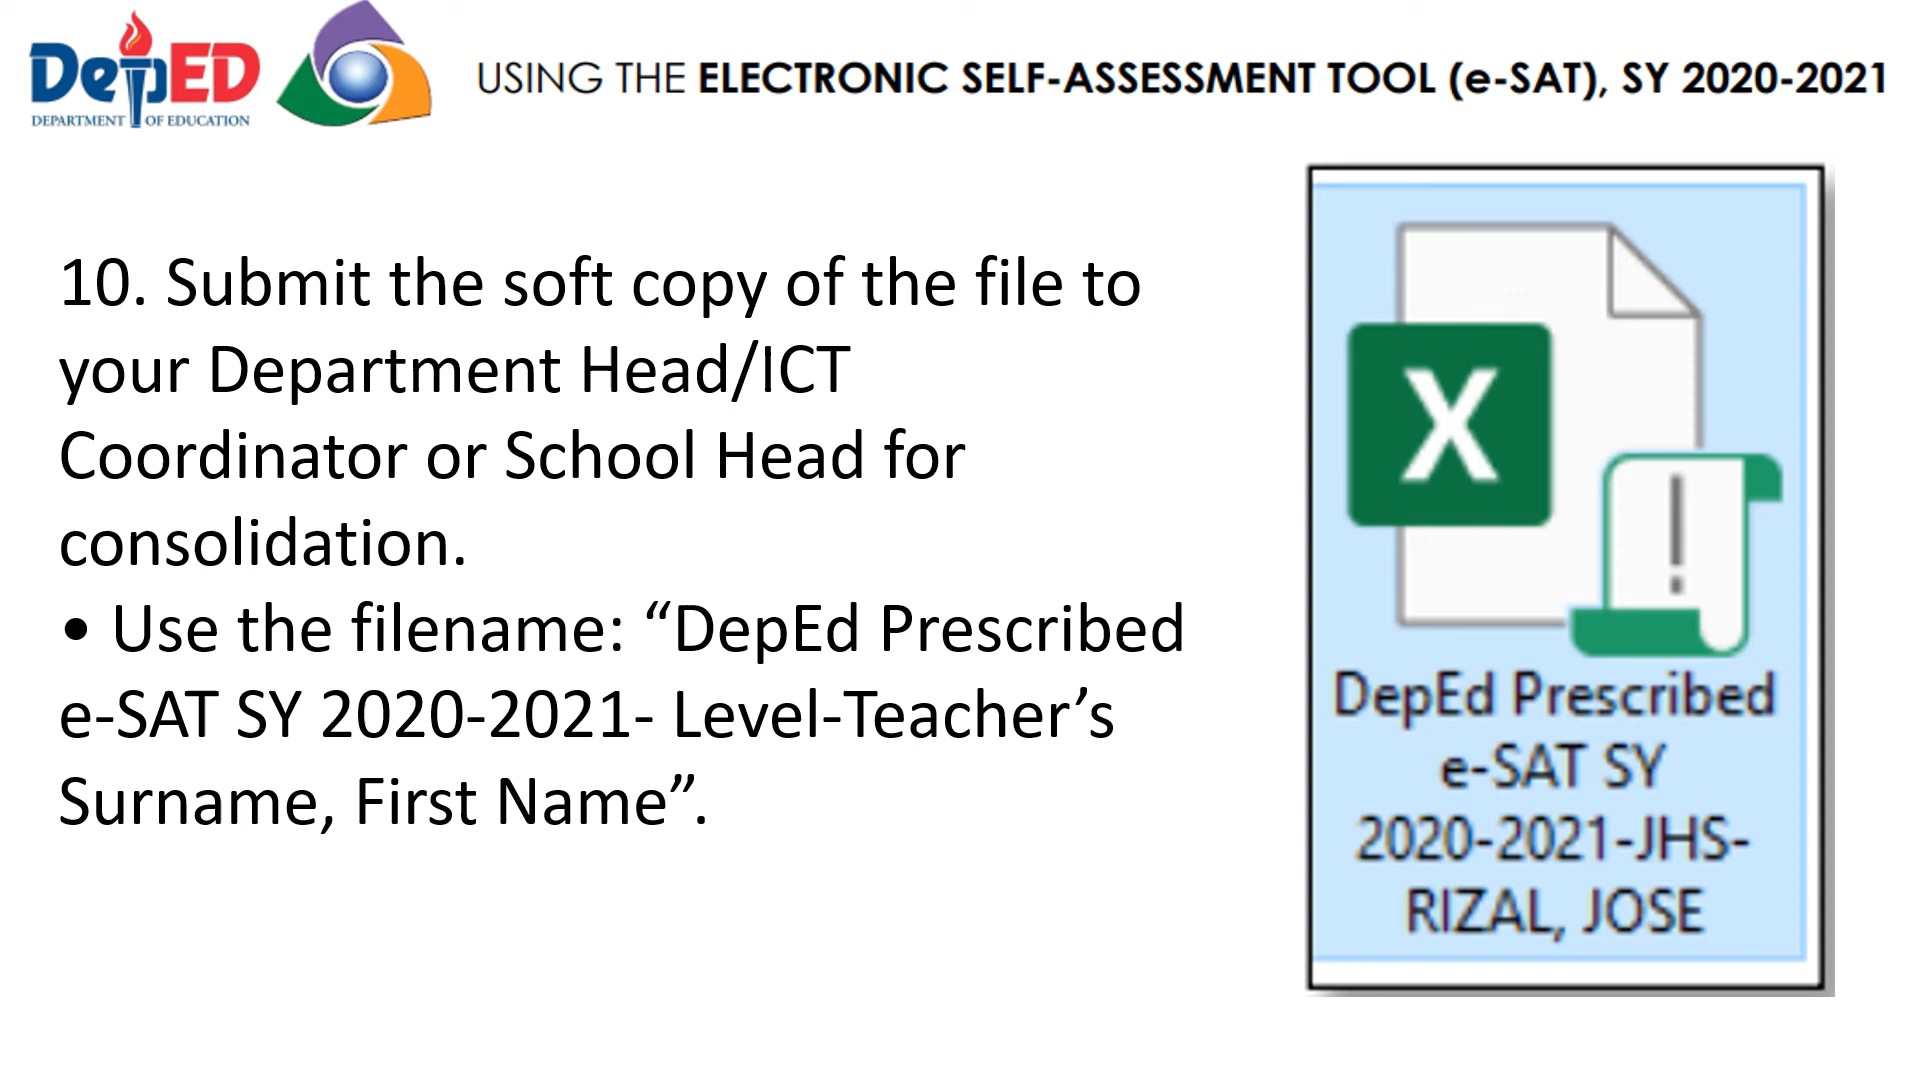 DepED
DEPARTMENT OF EDUCATION
USING THE ELECTRONIC SELF-ASSESSMENT TOOL (e-SAT), SY 2020-2021
10. Submit the soft copy of the file to
your Department Head/ICT
Coordinator or School Head for
consolidation.
• Use the filename: “DepEd Prescribed
e-SAT SY 2020-2021- Level-Teacher’s
Surname, First Name”.
X
DepEd Prescribed
e-SAT SY
2020-2021-JHS-
RIZAL, JOSE